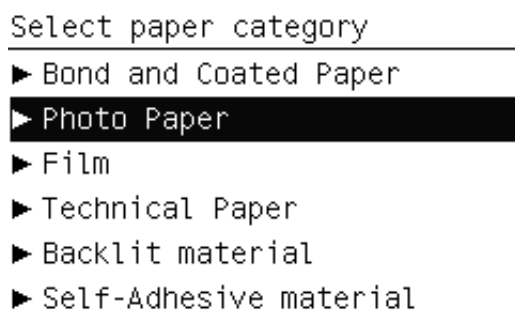 Select paper category
Bond and Coated Paper
Photo Paper
Film
Technical Paper
Backlit material
Self-Adhesive material